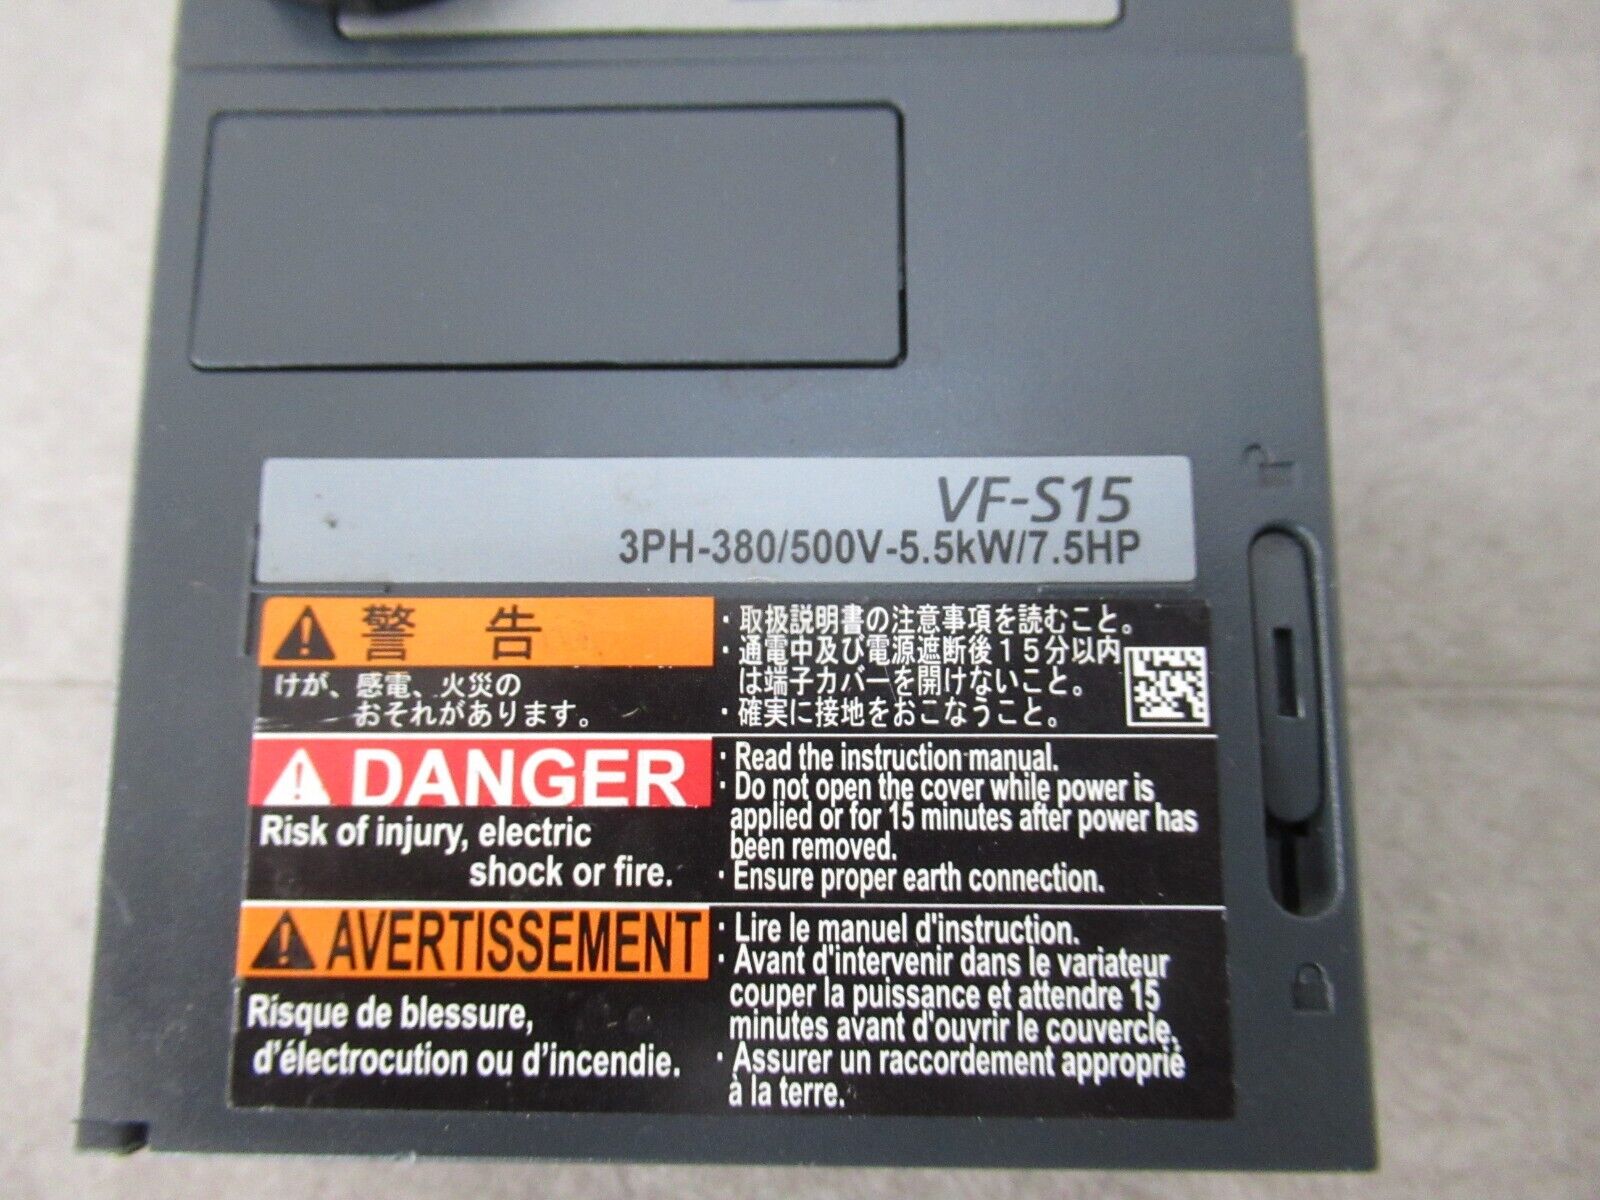 VF-S15
3PH-380/500V-5.5kW/7.5HP
警 告
けが、感電、火災の
おそれがあります。
・取扱説明書の注意事項を読むこと。
・通電中及び電源遮断後15分以内
は端子カバーを開けないこと。
・確実に接地をおこなうこと。
DANGER
Risk of injury, electric
shock or fire.
· Read the instruction manual.
· Do not open the cover while power is
applied or for 15 minutes after power has
been removed.
· Ensure proper earth connection.
AVERTISSEMENT
Risque de blessure,
d'électrocution ou d'incendie.
· Lire le manuel d'instruction.
· Avant d'intervenir dans le variateur
couper la puissance et attendre 15
minutes avant d'ouvrir le couvercle.
· Assurer un raccordement approprié
à la terre.